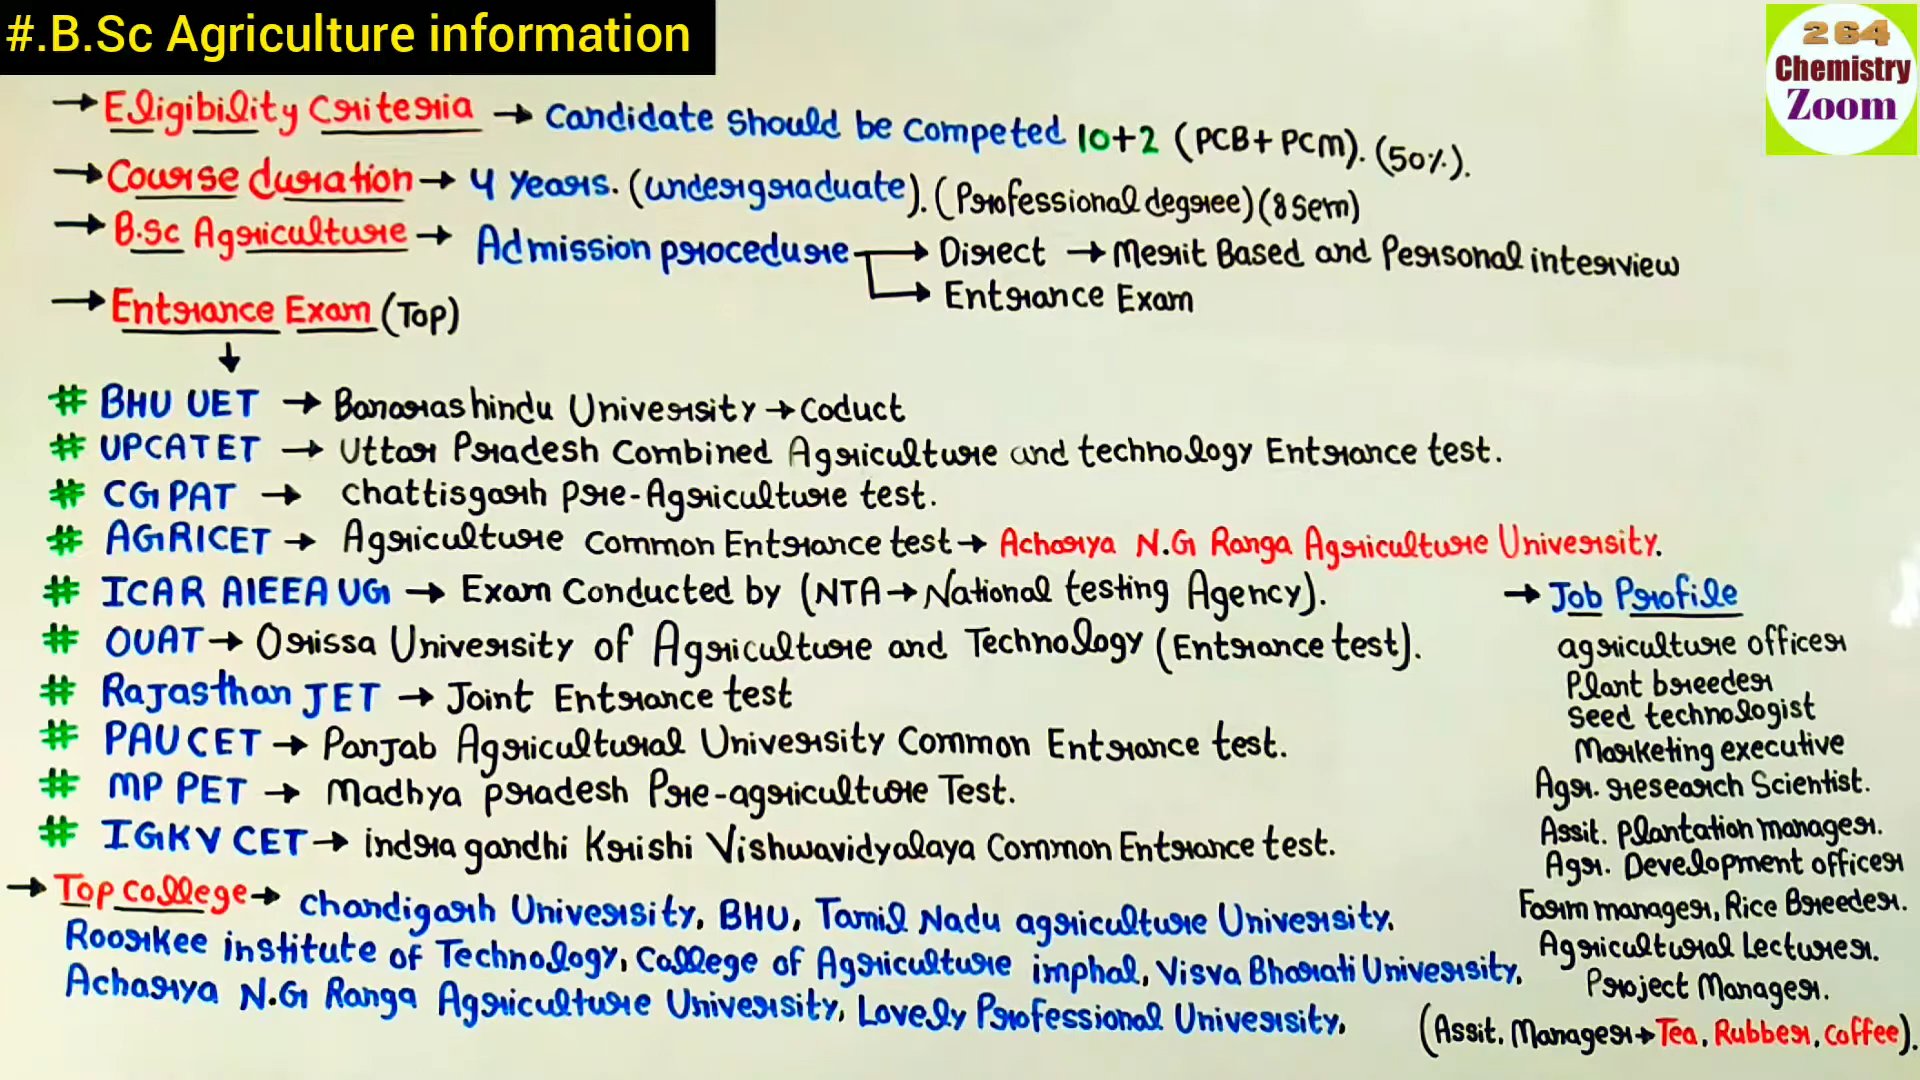 #.B.Sc Agriculture information
264
Chemistry
Zoom
→ Eligibility Criteria → Candidate should be competed 10+2 (PCB+ PCM). (50%).
→ Course duration → 4 years. (undergraduate). (Professional degree) (8 sem)
→ B.Sc Agriculture → Admission procedure → Direct → Merit Based and Personal interview
→ Entrance Exam
→ Entrance Exam (Top)
↓
# BHU UET → Banaras hindu University → Coduct
# UPCATET → Uttar Pradesh Combined Agriculture and technology Entrance test.
# CG PAT → Chattisgarh Pre-Agriculture test.
# AGRICET → Agriculture Common Entrance test → Acharya N.G Ranga Agriculture University.
# ICAR AIEEA UG → Exam Conducted by (NTA → National testing Agency).
# OUAT → Orissa University of Agriculture and Technology (Entrance test).
# Rajasthan JET → Joint Entrance test
# PAU CET → Panjab Agricultural University Common Entrance test.
# MP PET → Madhya pradesh Pre-agriculture Test.
# IGKV CET → indra gandhi Krishi Vishwavidyalaya Common Entrance test.
→ Top college → Chandigarh University, BHU, Tamil Nadu agriculture University.
Roorkee institute of Technology, College of Agriculture imphal, Visva Bharati University,
Acharya N.G Ranga Agriculture University, Lovely Professional University,
→ Job Profile
agriculture officer
Plant breeder
Seed technologist
Marketing executive
Agr. research Scientist.
Assit. Plantation manager.
Agr. Development officer
Farm manager, Rice Breeder.
Agricultural Lecturer.
Project Manager.
(Assit. Manager → Tea, Rubber, Coffee).